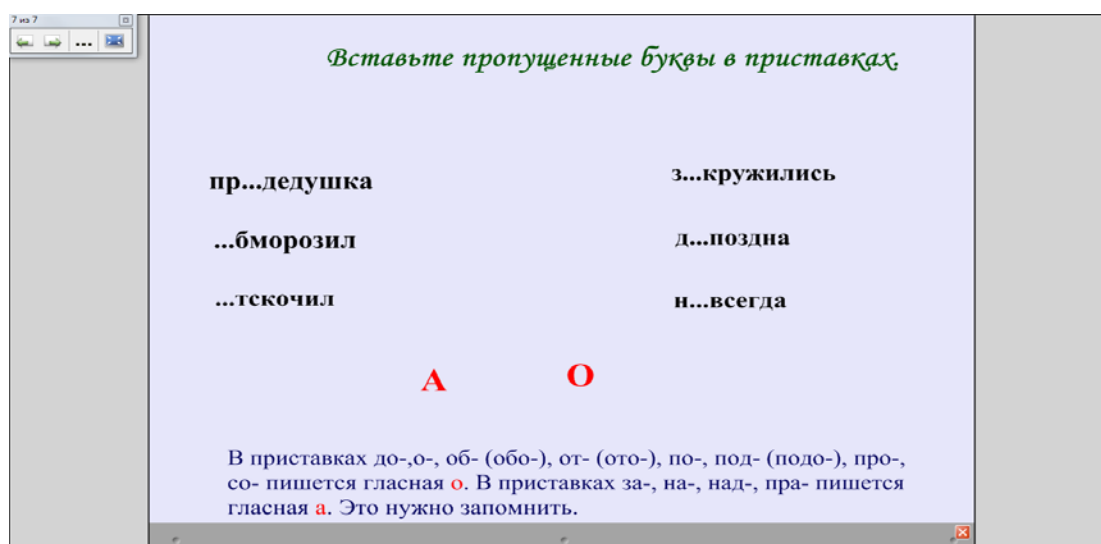 7 из 7
...
Вставьте пропущенные буквы в приставках.
пр...дедушка
з...кружились
...бморозил
д...поздна
...тскочил
н...всегда
А О
В приставках до-,о-, об- (обо-), от- (ото-), по-, под- (подо-), про-,
со- пишется гласная о. В приставках за-, на-, над-, пра- пишется
гласная а. Это нужно запомнить.